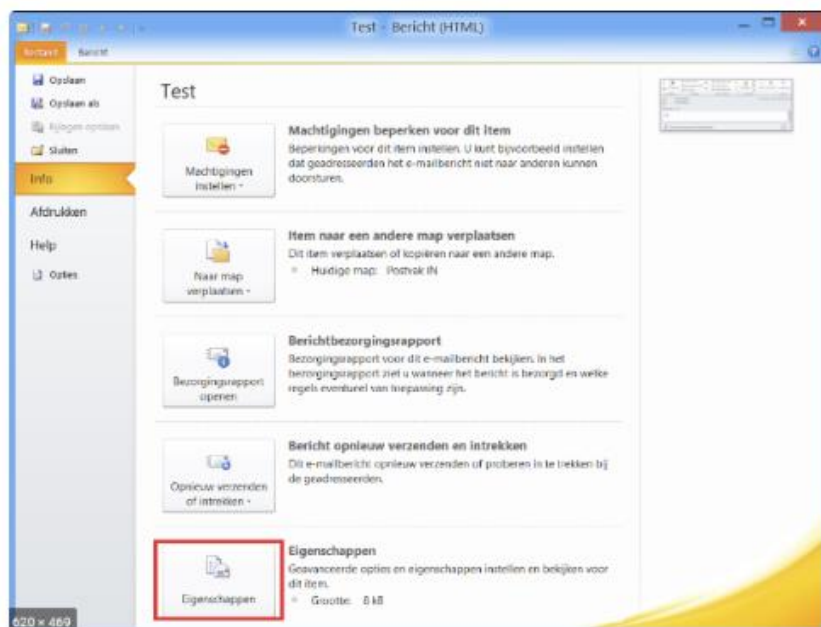 Test - Bericht (HTML)
Bestand Bericht
Opslaan
Opslaan als
Bijlagen opslaan
Sluiten
Info
Afdrukken
Help
Opties
Test
Machtigingen instellen
Machtigingen beperken voor dit item
Beperkingen voor dit item instellen. U kunt bijvoorbeeld instellen
dat geadresseerden het e-mailbericht niet naar anderen kunnen
doorsturen.
Naar map
verplaatsen
Item naar een andere map verplaatsen
Dit item verplaatsen of kopiëren naar een andere map.
Huidige map: Postvak IN
Bezorgingsrapport
openen
Berichtbezorgingsrapport
Bezorgingsrapport voor dit e-mailbericht bekijken. In het
bezorgingsrapport ziet u wanneer het bericht is bezorgd en welke
regels eventueel van toepassing zijn.
Opnieuw verzenden
of intrekken
Bericht opnieuw verzenden en intrekken
Dit e-mailbericht opnieuw verzenden of proberen in te trekken bij
de geadresseerden.
Eigenschappen
Eigenschappen
Geavanceerde opties en eigenschappen instellen en bekijken voor
dit item.
Grootte: 8 kB
620 × 469